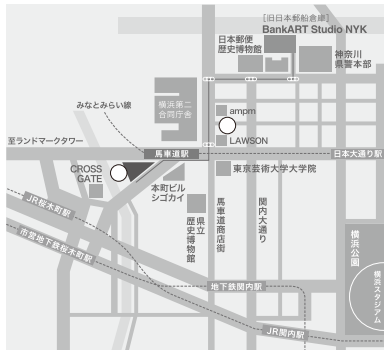 [旧日本郵船倉庫]
BankART Studio NYK
日本郵便
歴史博物館
神奈川
県警本部
横浜第二
合同庁舎
みなとみらい線
ampm
LAWSON
至ランドマークタワー
馬車道駅
日本大通り駅
CROSS
GATE
本町ビル
シゴカイ
東京芸術大学大学院
JR桜木町駅
市営地下鉄桜木町駅
県立
歴史博物館
馬車道商店街
関内大通り
横浜公園
横浜スタジアム
地下鉄関内駅
JR関内駅